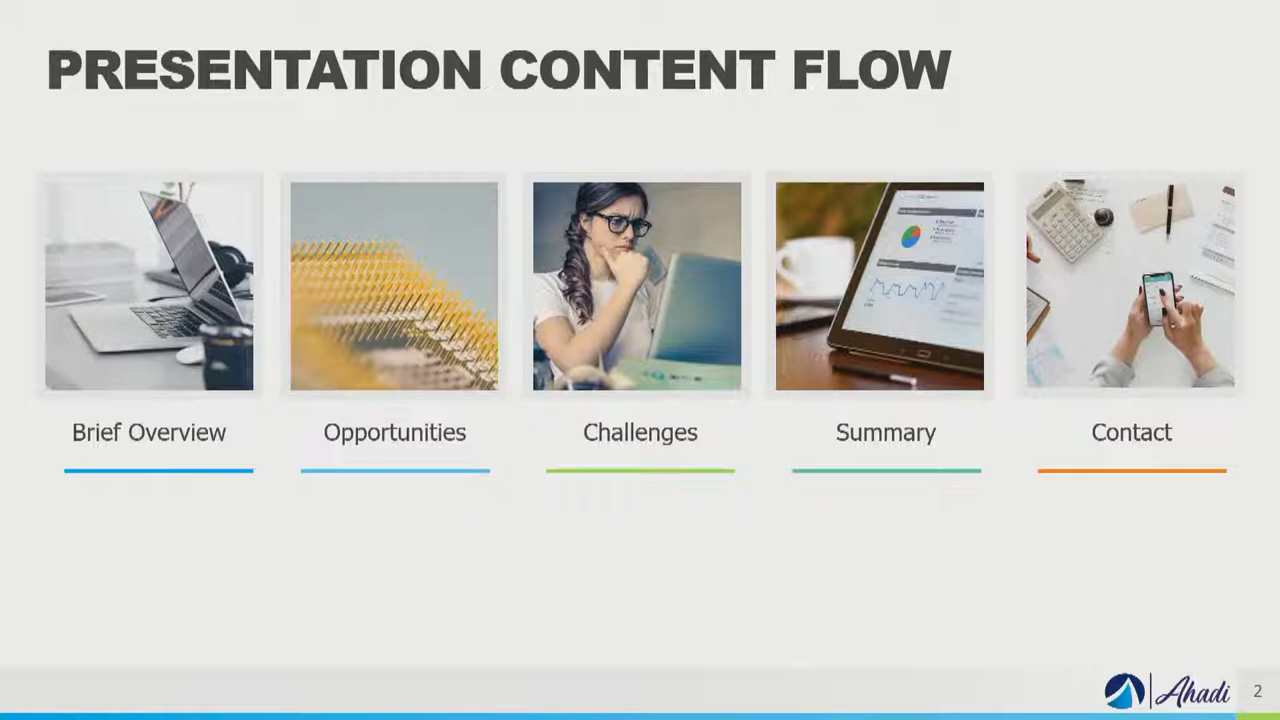 PRESENTATION CONTENT FLOW
Brief Overview
Opportunities
Challenges
Summary
Contact
Ahadi
2